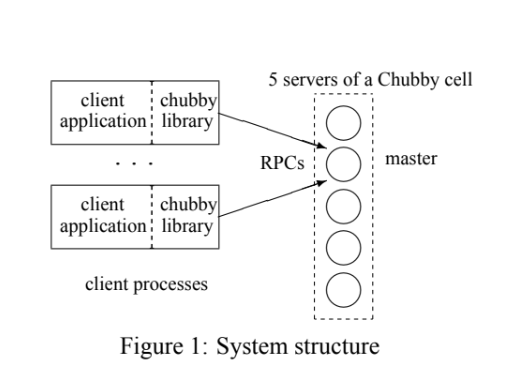 5 servers of a Chubby cell
client application
chubby library
. . .
RPCs
master
client application
chubby library
client processes
Figure 1: System structure